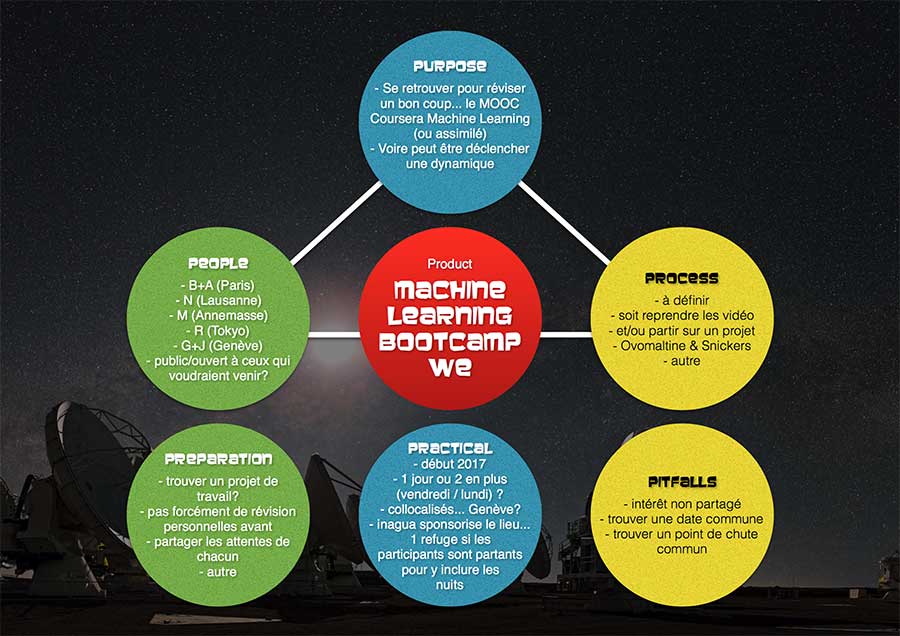 PURPOSE
- Se retrouver pour réviser
un bon coup... le MOOC
Coursera Machine Learning
(ou assimilé)
- Voire peut être déclencher
une dynamique
PEOPLE
- B+A (Paris)
- N (Lausanne)
- M (Annemasse)
- R (Tokyo)
- G+J (Genève)
- public/ouvert à ceux qui
voudraient venir?
Product
MACHINE
LEARNING
BOOTCAMP
WE
PROCESS
- à définir
- soit reprendre les vidéo
- et/ou partir sur un projet
- Ovomaltine & Snickers
- autre
PREPARATION
- trouver un projet de
travail?
- pas forcément de révision
personnelles avant
- partager les attentes de
chacun
- autre
PRACTICAL
- début 2017
- 1 jour ou 2 en plus
(vendredi / lundi) ?
- collocalisés... Genève?
- inagua sponsorise le lieu...
1 refuge si les
participants sont partants
pour y inclure les
nuits
PITFALLS
- intérêt non partagé
- trouver une date commune
- trouver un point de chute
commun